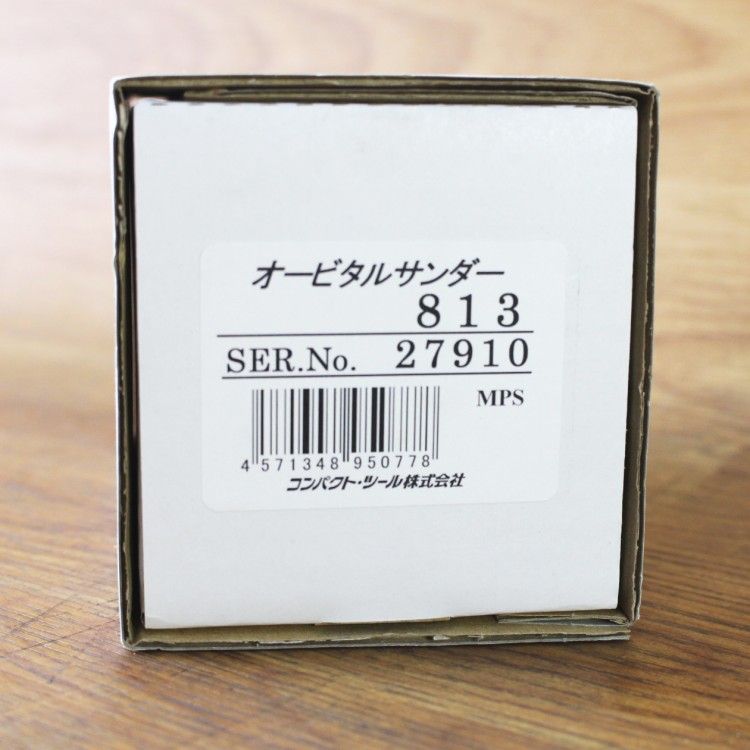 オービタルサンダー
813
SER.No. 27910
MPS
4 571348 950778
コンパクト・ツール株式会社